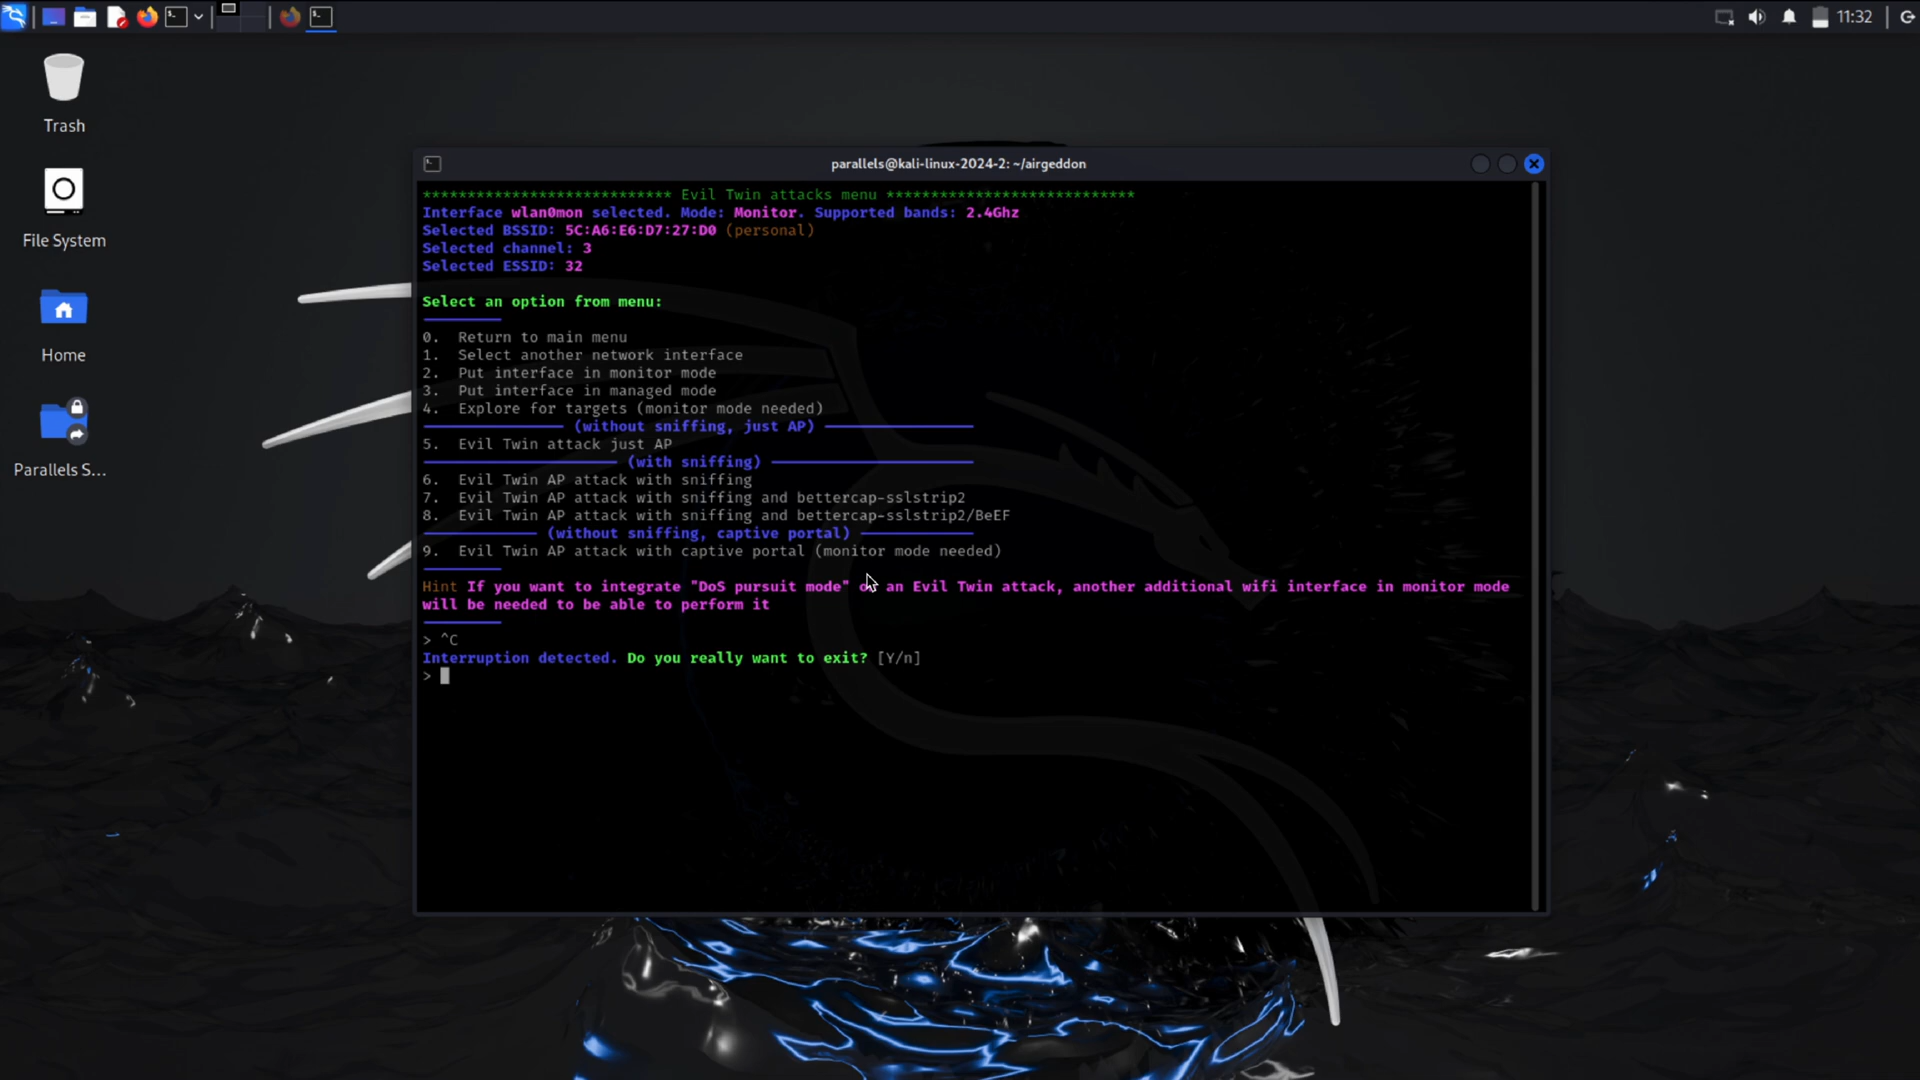 11:32
Trash
File System
Home
Parallels S...
parallels@kali-linux-2024-2: ~/airgeddon
**************************** Evil Twin attacks menu ****************************
Interface wlan0mon selected. Mode: Monitor. Supported bands: 2.4Ghz
Selected BSSID: 5C:A6:E6:D7:27:D0 (personal)
Selected channel: 3
Selected ESSID: 32
Select an option from menu:
0. Return to main menu
1. Select another network interface
2. Put interface in monitor mode
3. Put interface in managed mode
4. Explore for targets (monitor mode needed)
(without sniffing, just AP)
5. Evil Twin attack just AP
(with sniffing)
6. Evil Twin AP attack with sniffing
7. Evil Twin AP attack with sniffing and bettercap-sslstrip2
8. Evil Twin AP attack with sniffing and bettercap-sslstrip2/BeEF
(without sniffing, captive portal)
9. Evil Twin AP attack with captive portal (monitor mode needed)
Hint If you want to integrate "DoS pursuit mode" on an Evil Twin attack, another additional wifi interface in monitor mode
will be needed to be able to perform it
> ^C
Interruption detected. Do you really want to exit? [Y/n]
>